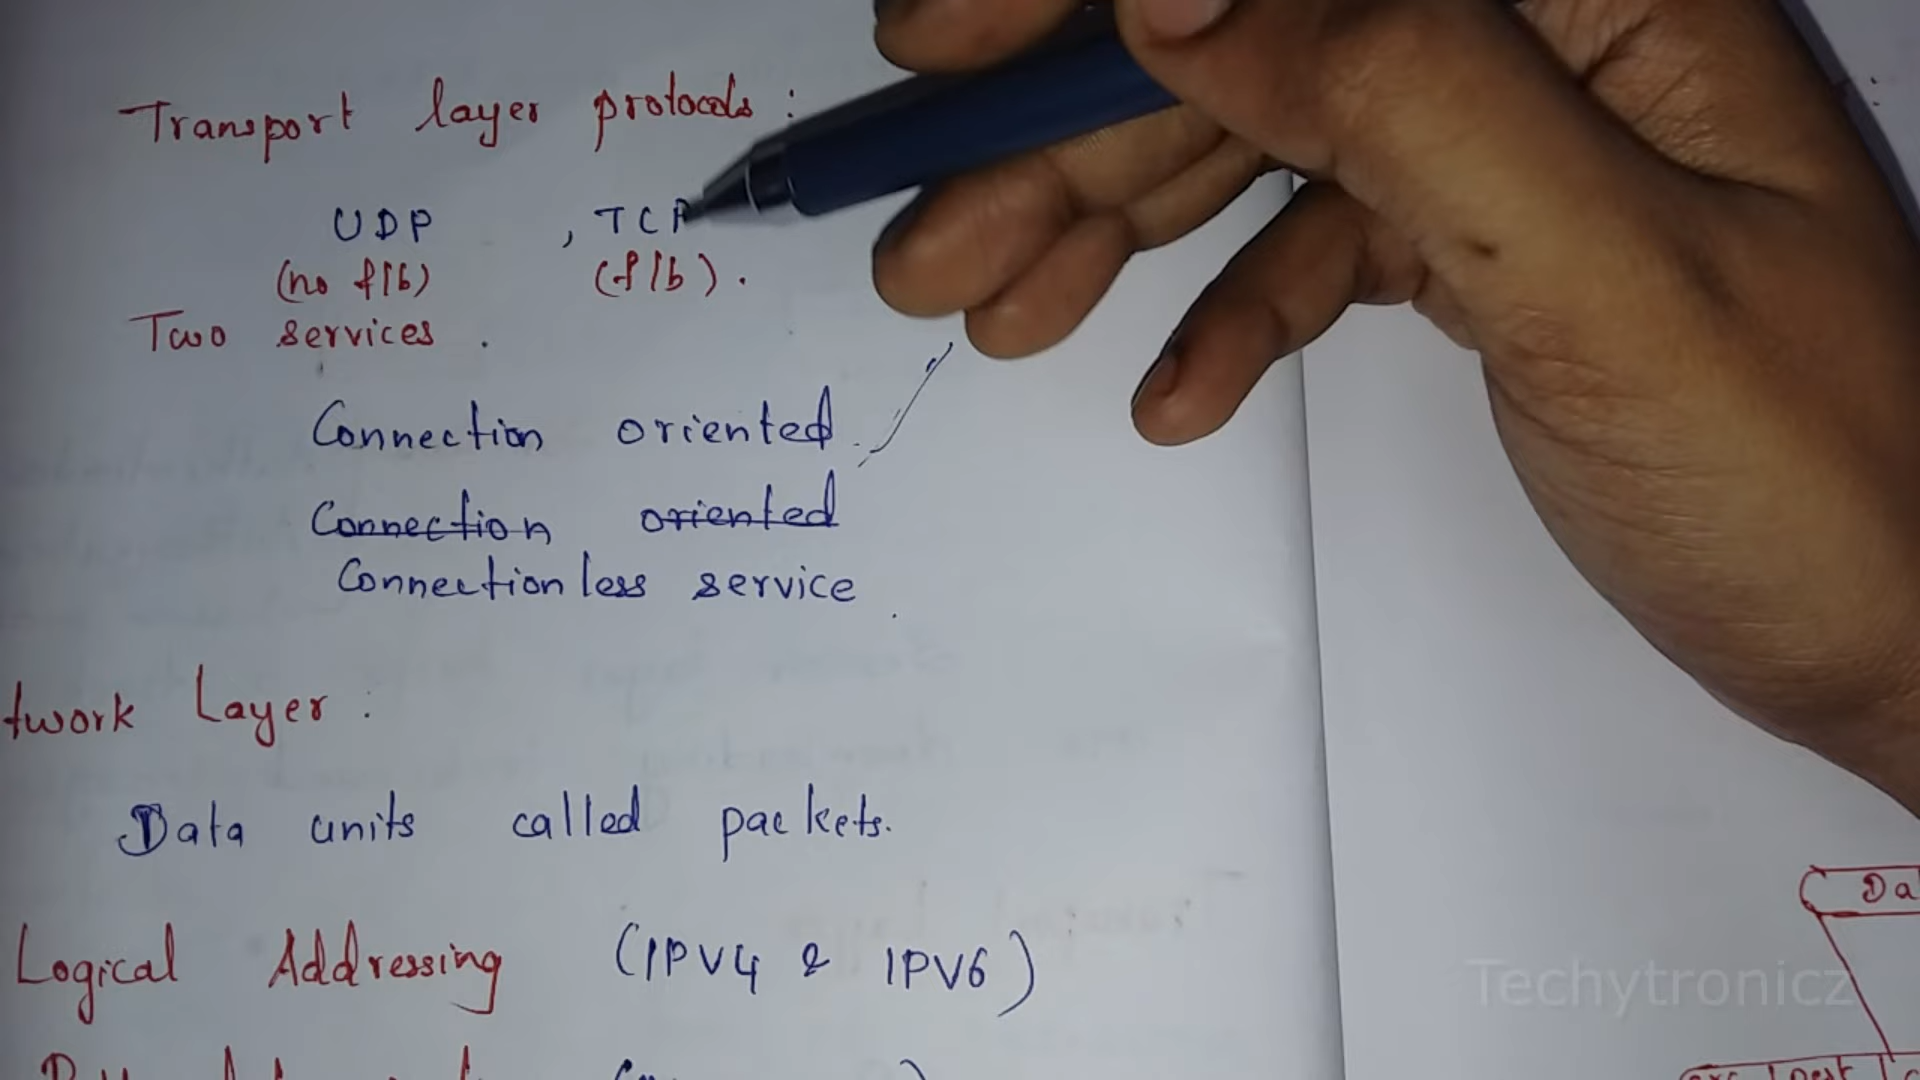 Transport layer protocols :
UDP , TCP
(no f/b) (f/b) .
Two services .
Connection oriented
Connection oriented
Connectionless service
twork Layer :
Data units called packets.
Logical Addressing (IPV4 & IPV6)
Da
Techytronicz